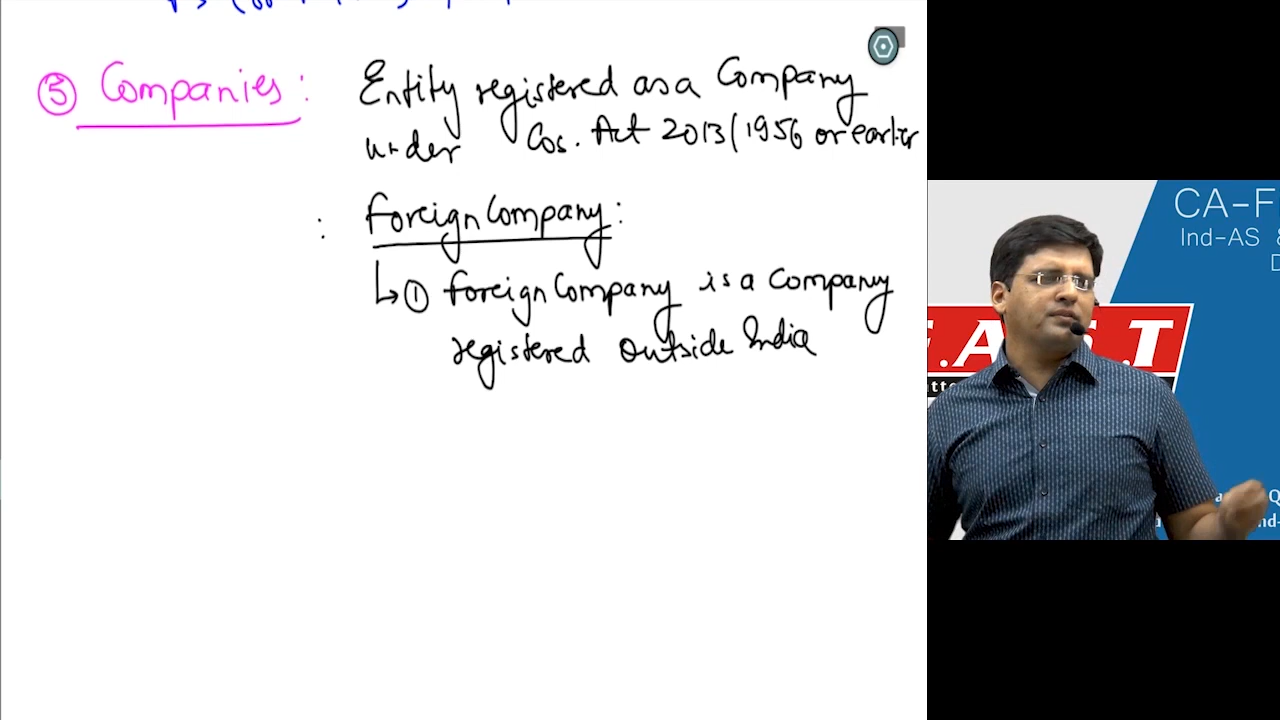 ③ Companies: Entity registered as a Company
under Cos. Act 2013/1956 or earlier
: Foreign Company:
↳① Foreign Company is a Company
registered outside India
CA-F
Ind-AS &
D
.A
.T